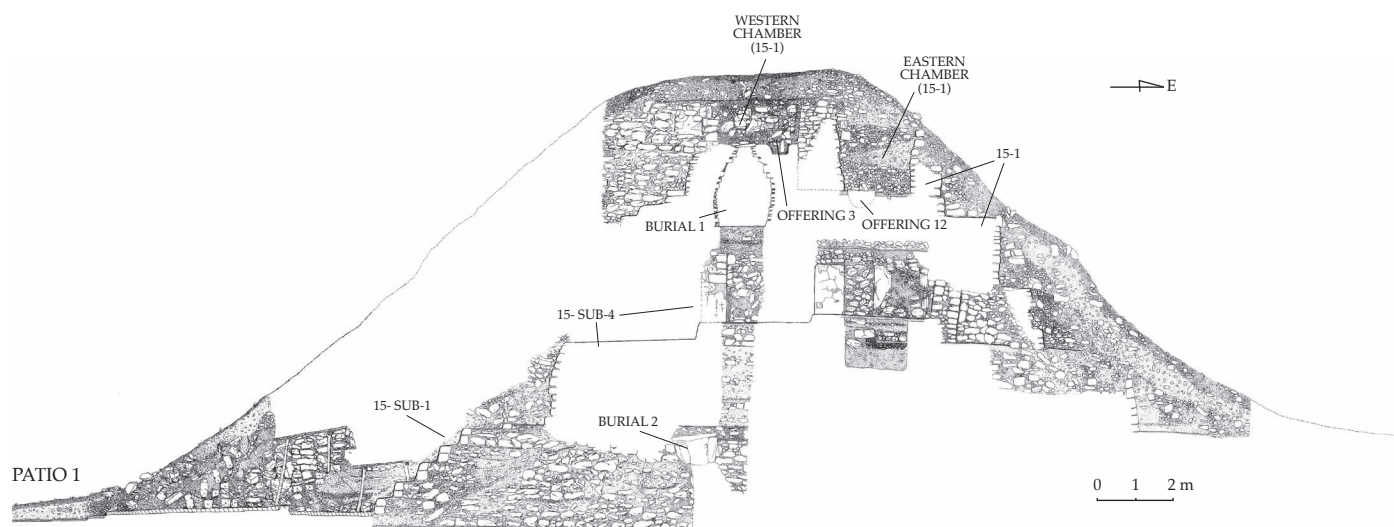 WESTERN
CHAMBER
(15-1)
EASTERN
CHAMBER
(15-1)
E
15-1
BURIAL 1
OFFERING 3
OFFERING 12
15- SUB-4
15- SUB-1
BURIAL 2
PATIO 1
0 1 2 m